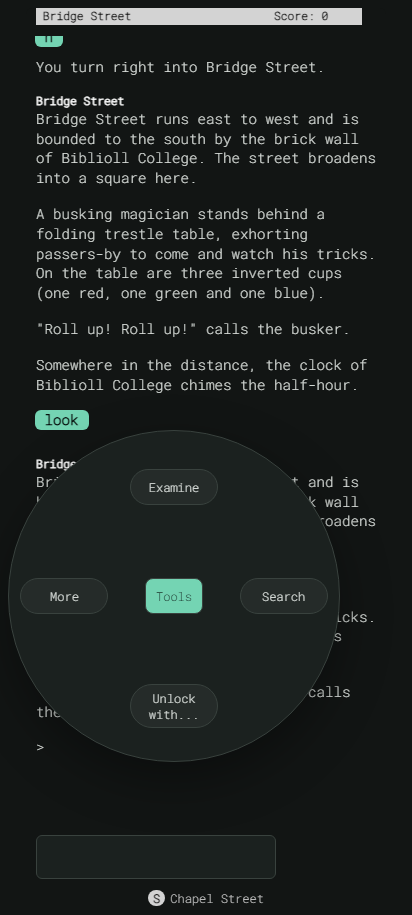 Bridge Street Score: 0
You turn right into Bridge Street.
Bridge Street
Bridge Street runs east to west and is
bounded to the south by the brick wall
of Biblioll College. The street broadens
into a square here.
A busking magician stands behind a
folding trestle table, exhorting
passers-by to come and watch his tricks.
On the table are three inverted cups
(one red, one green and one blue).
"Roll up! Roll up!" calls the busker.
Somewhere in the distance, the clock of
Biblioll College chimes the half-hour.
look
and is
wall
Examine
More
Tools
Search
calls
Unlock
with...
the
>
S Chapel Street